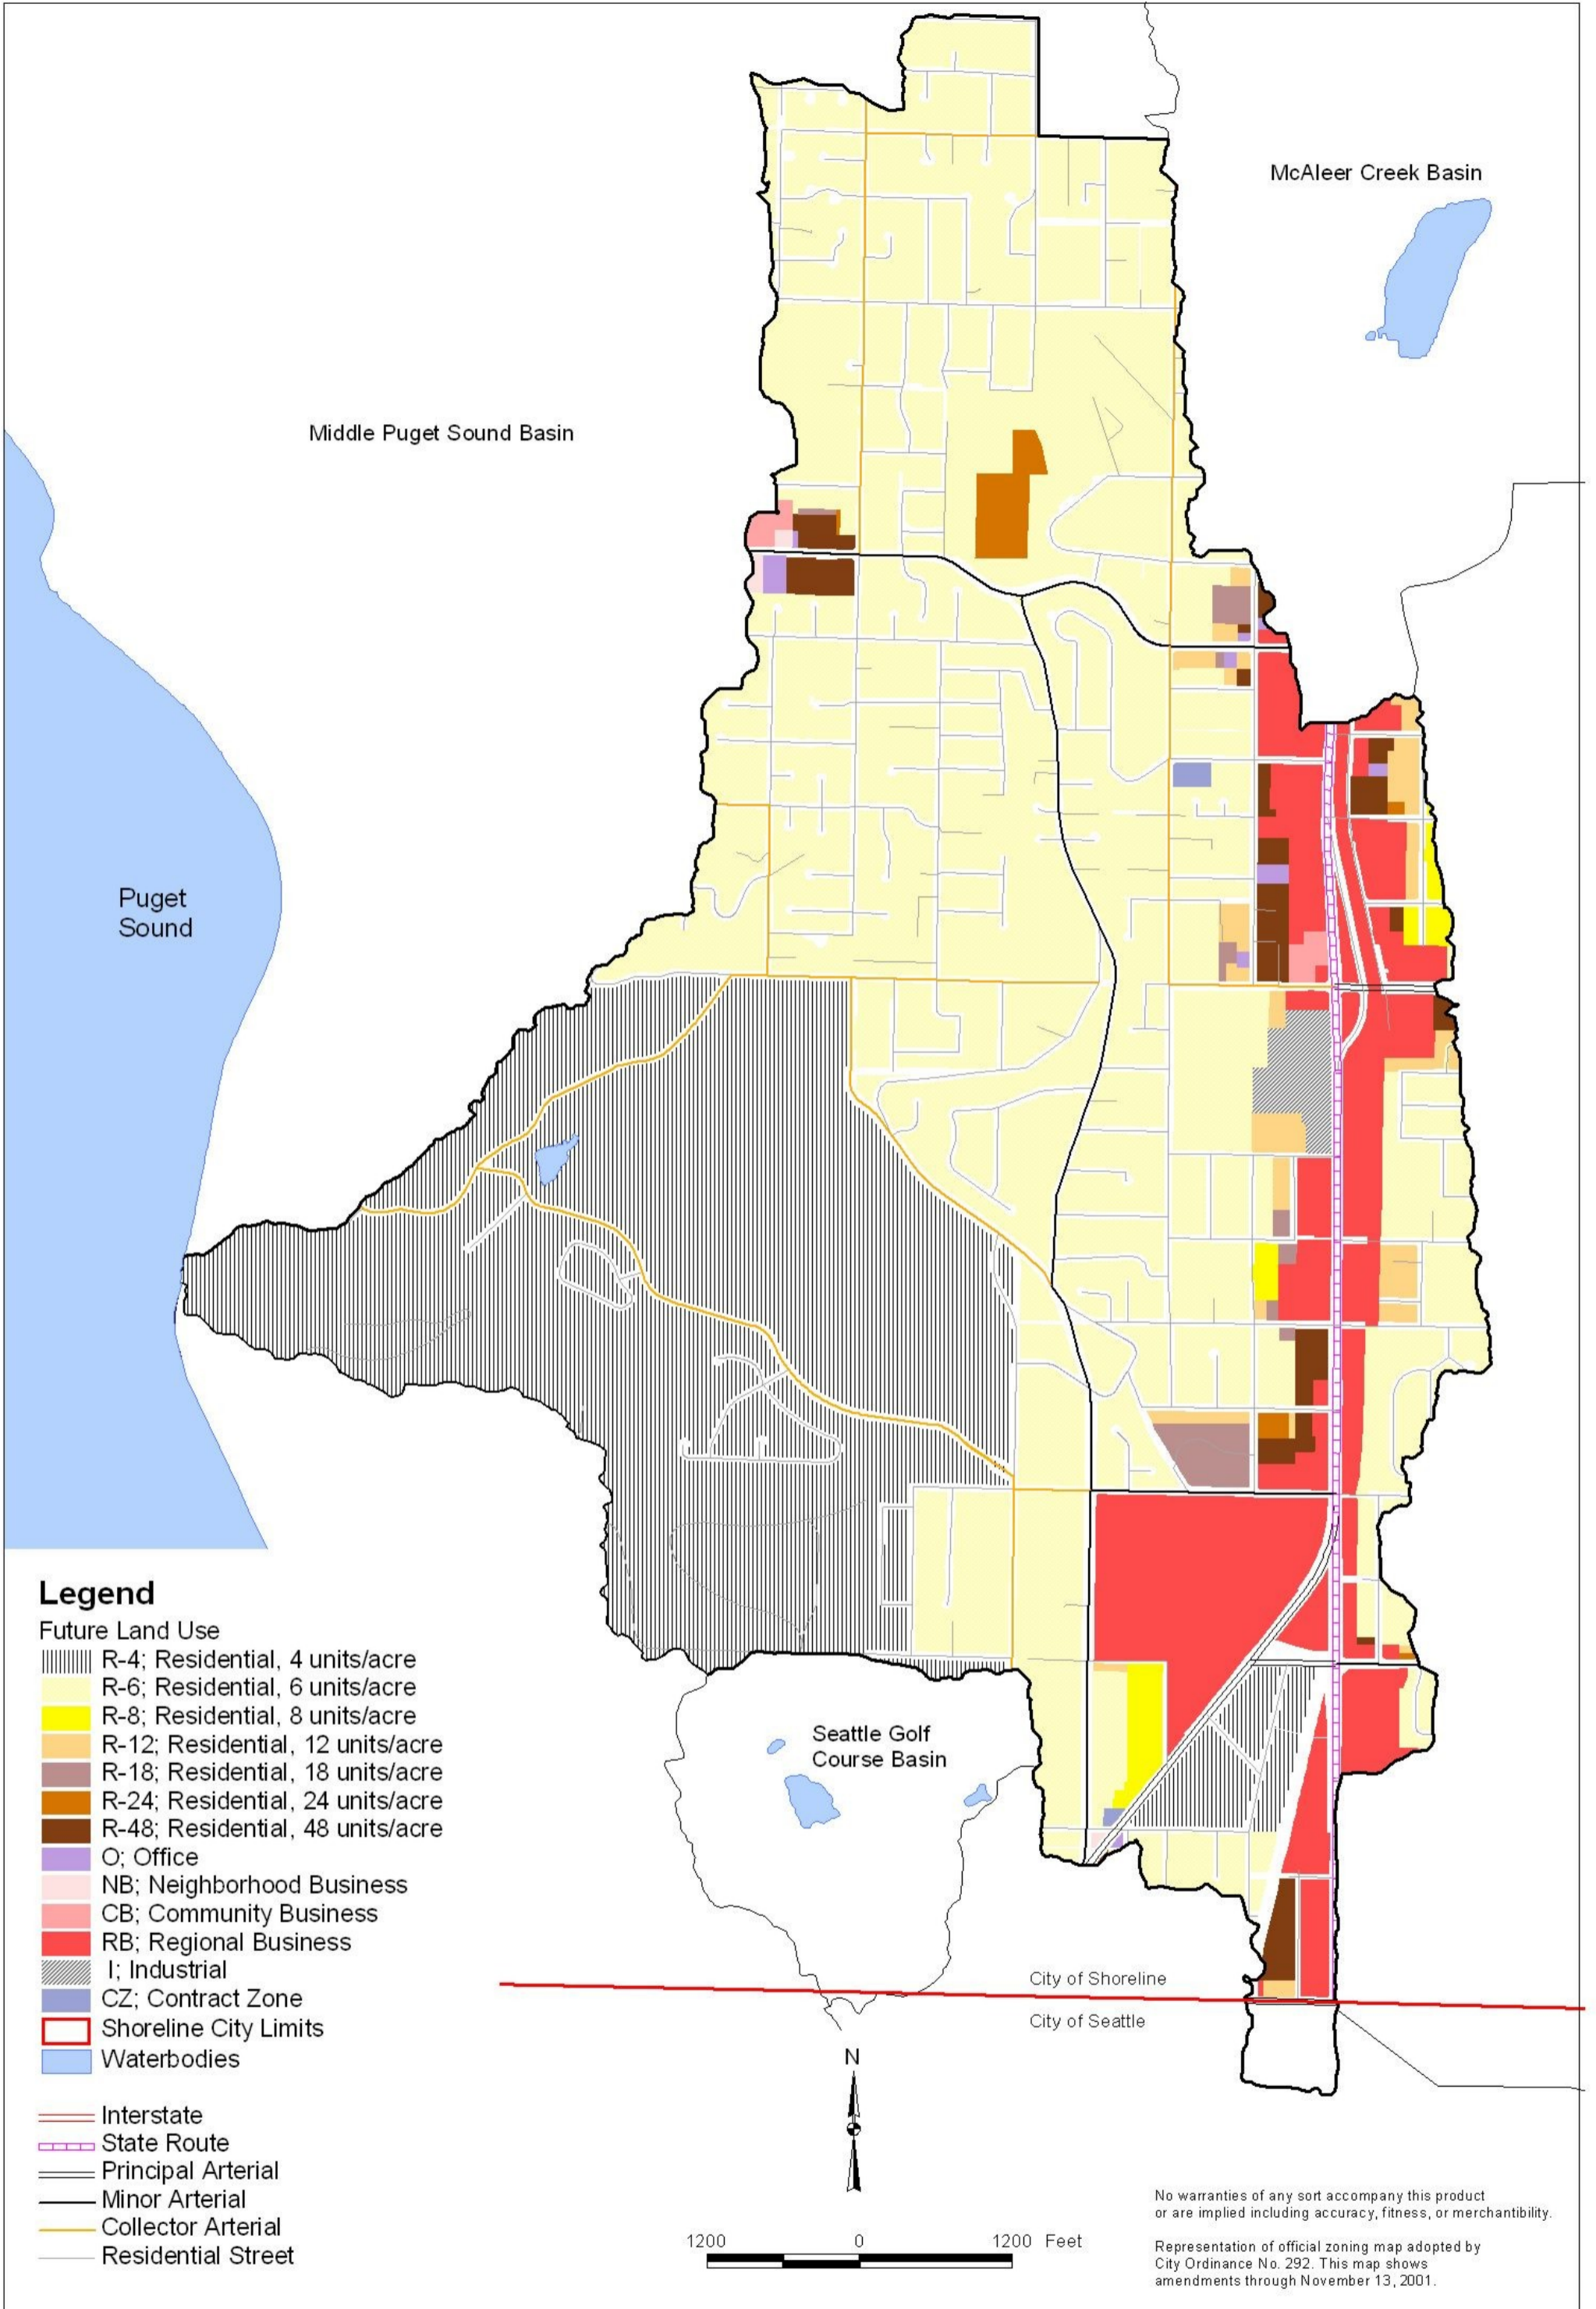 McAleer Creek Basin
Middle Puget Sound Basin
Puget
Sound
Seattle Golf
Course Basin
City of Shoreline
City of Seattle
Legend
Future Land Use
R-4; Residential, 4 units/acre
R-6; Residential, 6 units/acre
R-8; Residential, 8 units/acre
R-12; Residential, 12 units/acre
R-18; Residential, 18 units/acre
R-24; Residential, 24 units/acre
R-48; Residential, 48 units/acre
O; Office
NB; Neighborhood Business
CB; Community Business
RB; Regional Business
I; Industrial
CZ; Contract Zone
Shoreline City Limits
Waterbodies
Interstate
State Route
Principal Arterial
Minor Arterial
Collector Arterial
Residential Street
N
1200 0 1200 Feet
No warranties of any sort accompany this product
or are implied including accuracy, fitness, or merchantibility.
Representation of official zoning map adopted by
City Ordinance No. 292. This map shows
amendments through November 13, 2001.